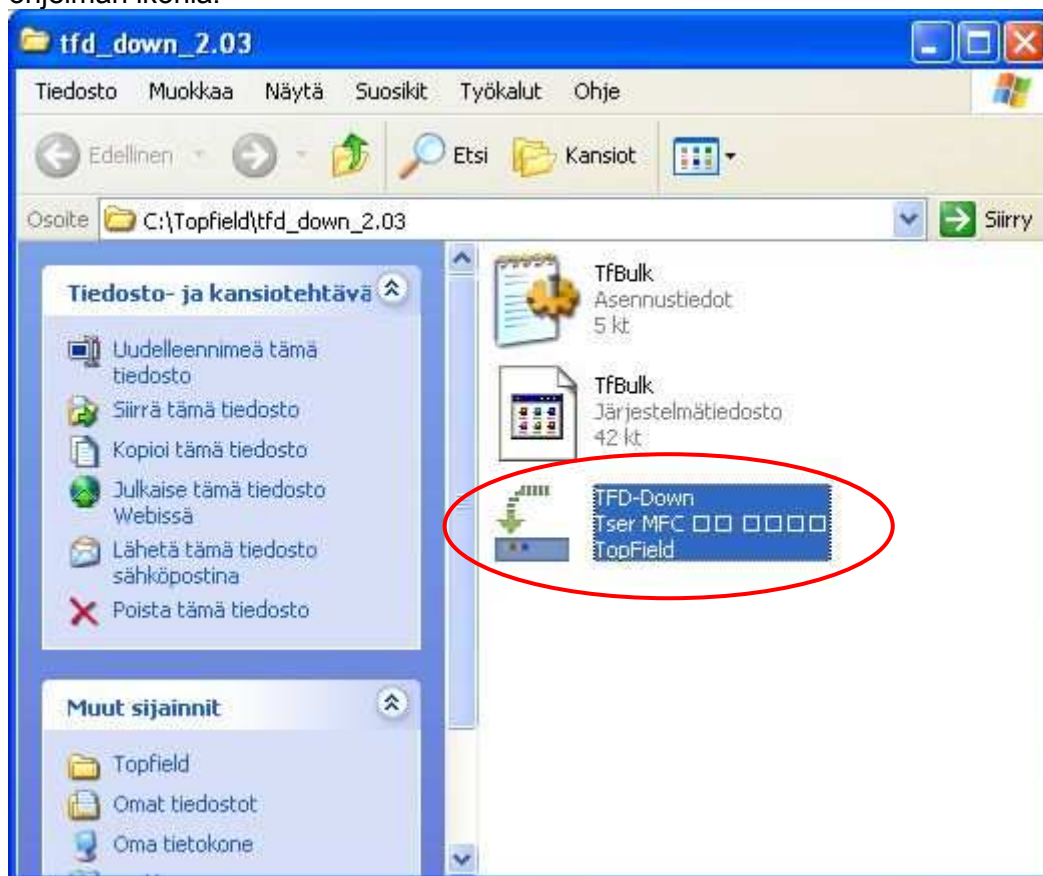 tfd_down_2.03
Tiedosto Muokkaa Näytä Suosikit Työkalut Ohje
Edellinen Etsi Kansiot
Osoite C:\Topfield\tfd_down_2.03 Siirry
Tiedosto- ja kansiotehtävä
Uudelleennimeä tämä
tiedosto
Siirrä tämä tiedosto
Kopioi tämä tiedosto
Julkaise tämä tiedosto
Webissä
Lähetä tämä tiedosto
sähköpostina
Poista tämä tiedosto
Muut sijainnit
Topfield
Omat tiedostot
Oma tietokone
TfBulk
Asennustiedot
5 kt
TfBulk
Järjestelmätiedosto
42 kt
TFD-Down
Tser MFC □□ □□□□
TopField